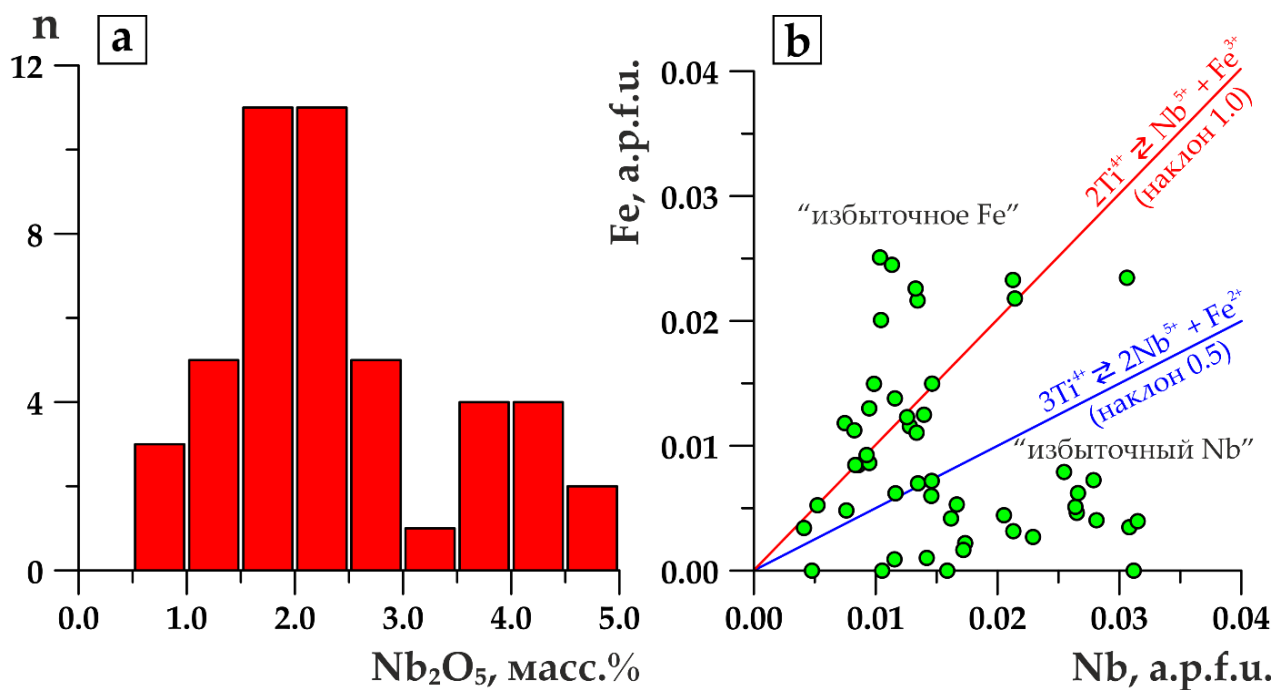 n
a
12
8
4
0
0.0
1.0
2.0
3.0
4.0
5.0
Nb₂O₅, масс.%
b
Fe, a.p.f.u.
0.04
0.03
0.02
0.01
0.00
2Ti⁴⁺ ⇄ Nb⁵⁺ + Fe³⁺
(наклон 1.0)
“избыточное Fe”
3Ti⁴⁺ ⇄ 2Nb⁵⁺ + Fe²⁺
(наклон 0.5)
“избыточный Nb”
0.00
0.01
0.02
0.03
0.04
Nb, a.p.f.u.